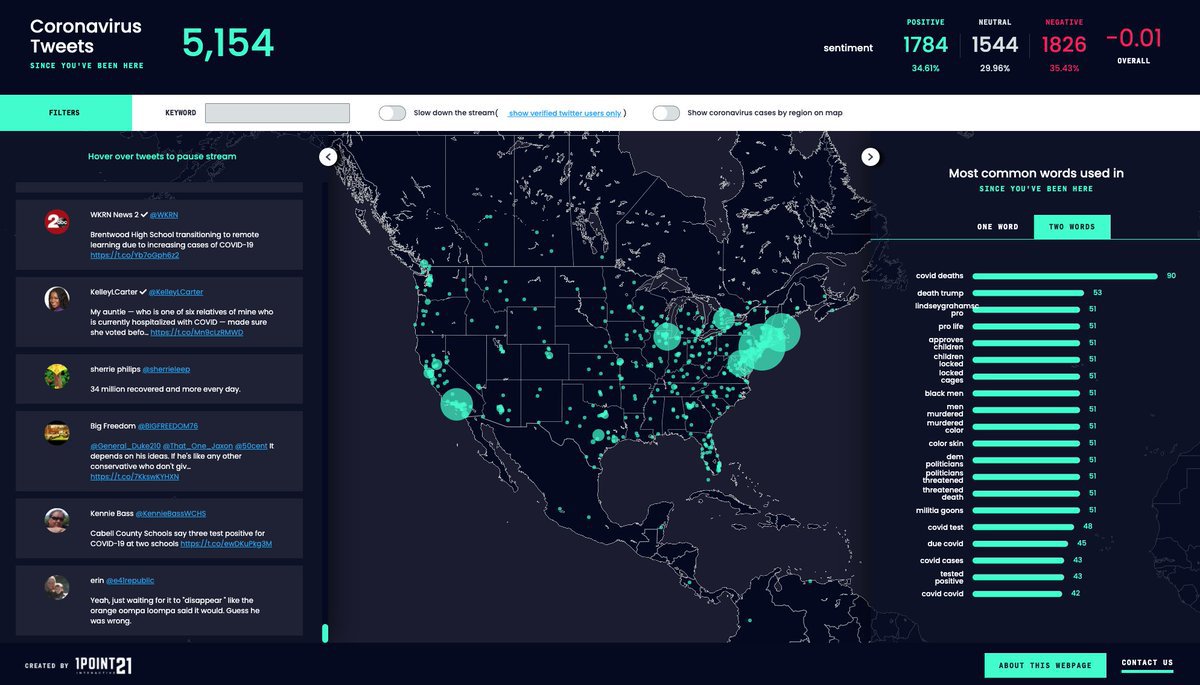 Coronavirus
Tweets
SINCE YOU'VE BEEN HERE
5,154
sentiment
POSITIVE
1784
34.61%
NEUTRAL
1544
29.96%
NEGATIVE
1826
35.43%
-0.01
OVERALL
FILTERS
KEYWORD
Slow down the stream( show verified twitter users only )
Show coronavirus cases by region on map
Hover over tweets to pause stream
WKRN News 2 @WKRN
Brentwood High School transitioning to remote
learning due to increasing cases of COVID-19
https://t.co/Yb7oGph6z2
KelleyLCarter @KelleyLCarter
My auntie — who is one of six relatives of mine who
is currently hospitalized with COVID — made sure
she voted befo… https://t.co/Mn9cLzRMWD
sherrie philips @sherrieleep
34 million recovered and more every day.
Big Freedom @BIGFREEDOM76
@General_Duke210 @That_One_Jaxon @50cent It
depends on his ideas. If he's like any other
conservative who don't giv…
https://t.co/7KkswKYHXN
Kennie Bass @KennieBassWCHS
Cabell County Schools say three test positive for
COVID-19 at two schools https://t.co/ewDKuPkg3M
erin @e41republic
Yeah, just waiting for it to "disappear" like the
orange oompa loompa said it would. Guess he
was wrong.
Most common words used in
SINCE YOU'VE BEEN HERE
ONE WORD
TWO WORDS
covid deaths 90
death trump 53
lindseygrahamsc
pro 51
pro life 51
approves
children 51
children
locked 51
locked
cages 51
black men 51
men
murdered 51
murdered
color 51
color skin 51
dem
politicians 51
politicians
threatened 51
threatened
death 51
militia goons 51
covid test 48
due covid 45
covid cases 43
tested
positive 43
covid covid 42
CREATED BY 1POINT21
INTERACTIVE
ABOUT THIS WEBPAGE
CONTACT US